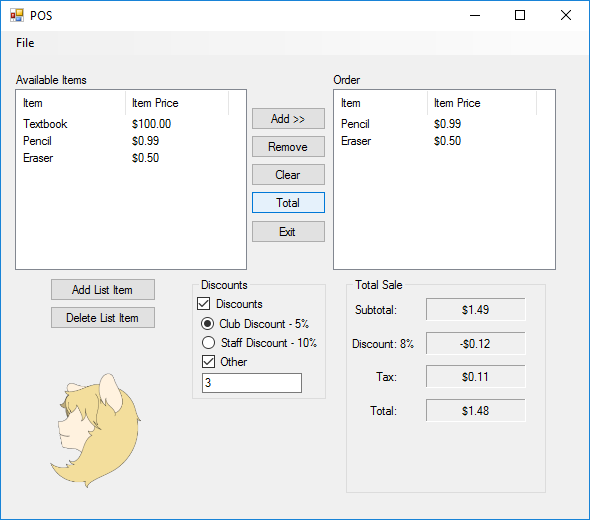 POS
File
Available Items
Item Item Price
Textbook $100.00
Pencil $0.99
Eraser $0.50
Add >>
Remove
Clear
Total
Exit
Order
Item Item Price
Pencil $0.99
Eraser $0.50
Add List Item
Delete List Item
Discounts
Discounts
Club Discount - 5%
Staff Discount - 10%
Other
3
Total Sale
Subtotal: $1.49
Discount: 8% -$0.12
Tax: $0.11
Total: $1.48